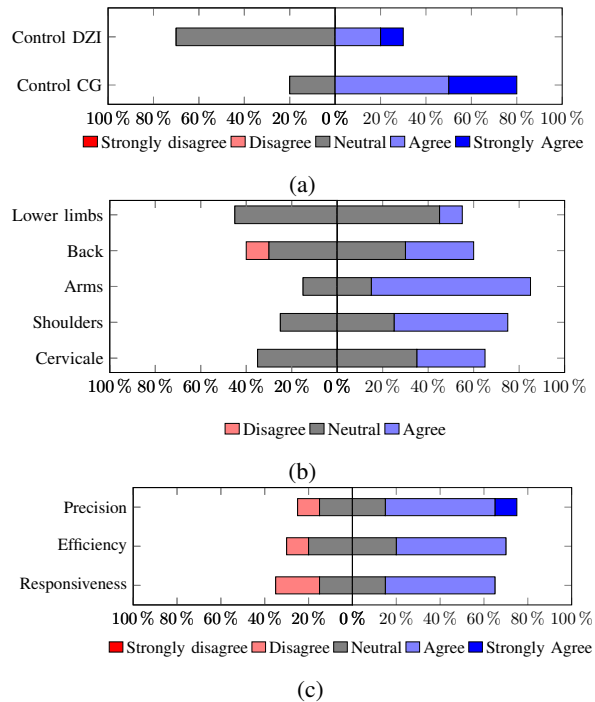 Control DZI
Control CG
100 % 80 % 60 % 40 % 20 % 0 % 20 % 40 % 60 % 80 % 100 %
Strongly disagree Disagree Neutral Agree Strongly Agree
(a)
Lower limbs
Back
Arms
Shoulders
Cervicale
100 % 80 % 60 % 40 % 20 % 0 % 20 % 40 % 60 % 80 % 100 %
Disagree Neutral Agree
(b)
Precision
Efficiency
Responsiveness
100 % 80 % 60 % 40 % 20 % 0 % 20 % 40 % 60 % 80 % 100 %
Strongly disagree Disagree Neutral Agree Strongly Agree
(c)